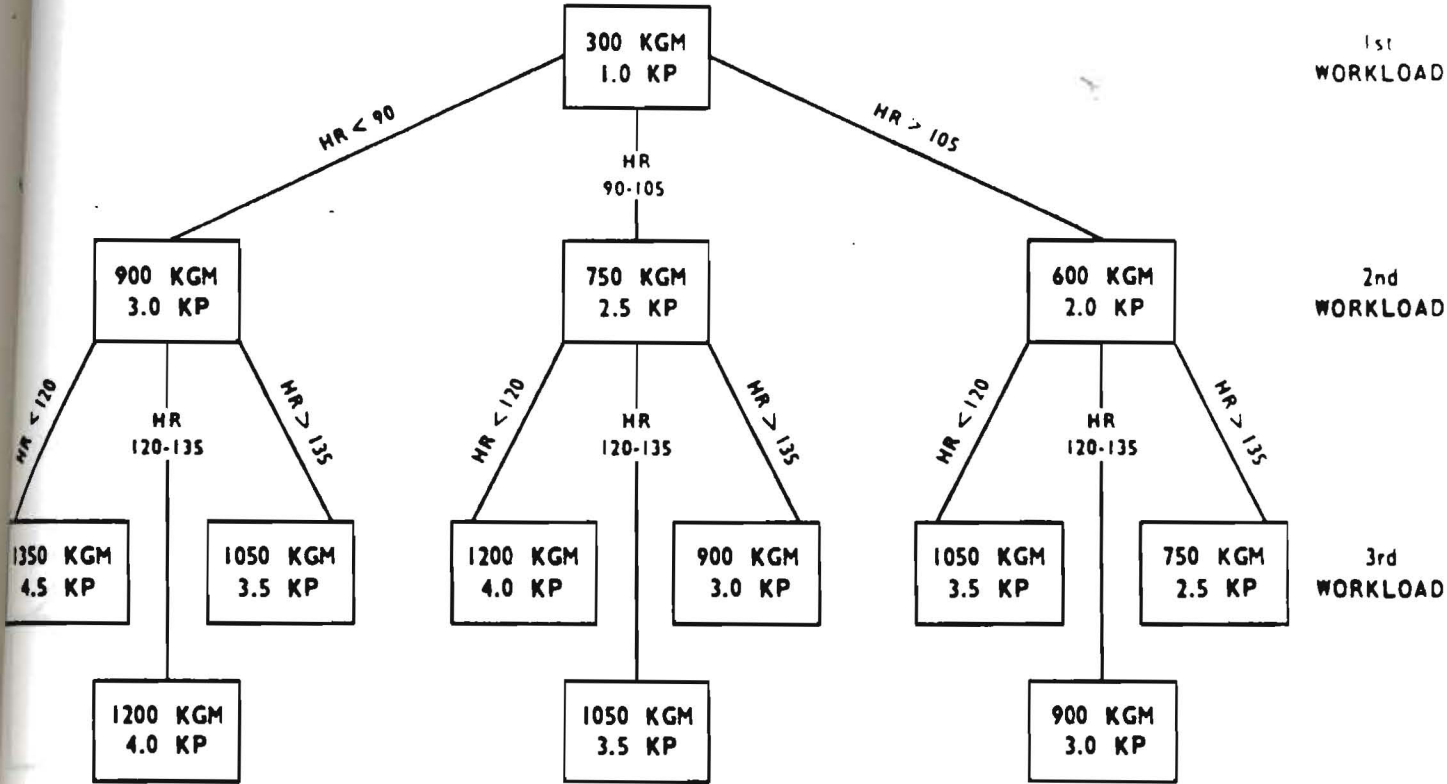 300 KGM
1.0 KP
1st
WORKLOAD
HR < 90
HR
90-105
HR > 105
900 KGM
3.0 KP
750 KGM
2.5 KP
600 KGM
2.0 KP
2nd
WORKLOAD
HR < 120
HR
120-135
HR > 135
HR < 120
HR
120-135
HR > 135
HR < 120
HR
120-135
HR > 135
1350 KGM
4.5 KP
1050 KGM
3.5 KP
1200 KGM
4.0 KP
900 KGM
3.0 KP
1050 KGM
3.5 KP
750 KGM
2.5 KP
3rd
WORKLOAD
1200 KGM
4.0 KP
1050 KGM
3.5 KP
900 KGM
3.0 KP